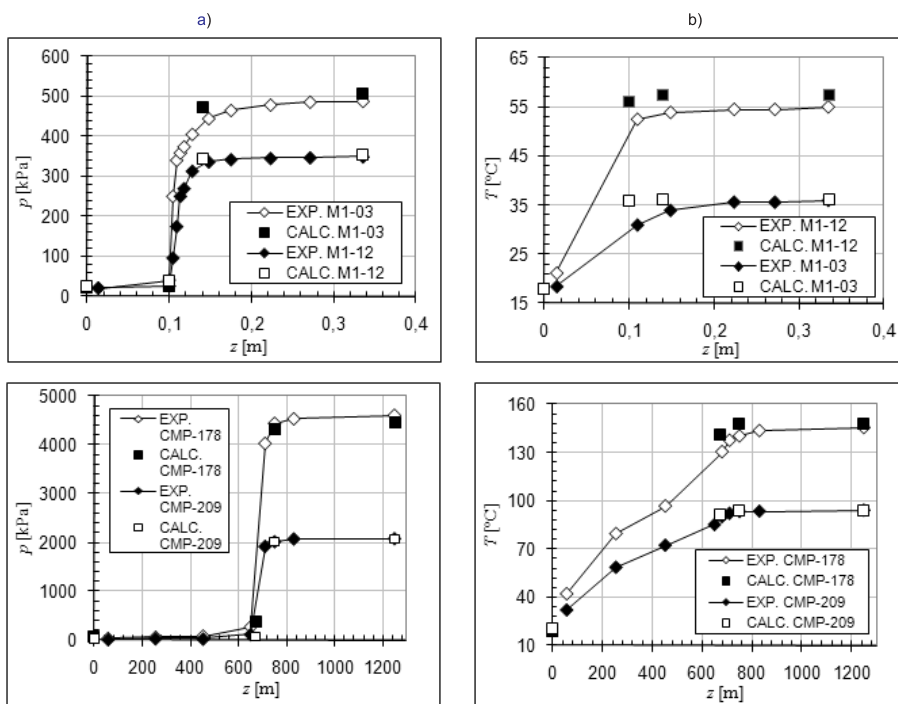 a)
b)
600
500
400
300
200
100
0
p [kPa]
EXP. M1-03
CALC. M1-03
EXP. M1-12
CALC. M1-12
0
0,1
0,2
0,3
0,4
z [m]
65
55
45
35
25
15
T [ºC]
EXP. M1-12
CALC. M1-12
EXP. M1-03
CALC. M1-03
0
0,1
0,2
0,3
0,4
z [m]
5000
4000
3000
2000
1000
0
p [kPa]
EXP.
CMP-178
CALC.
CMP-178
EXP.
CMP-209
CALC.
CMP-209
0
200
400
600
800
1000
1200
z [m]
160
130
100
70
40
10
T [ºC]
EXP. CMP-178
CALC. CMP-178
EXP. CMP-209
CALC. CMP-209
0
200
400
600
800
1000
1200
z [m]